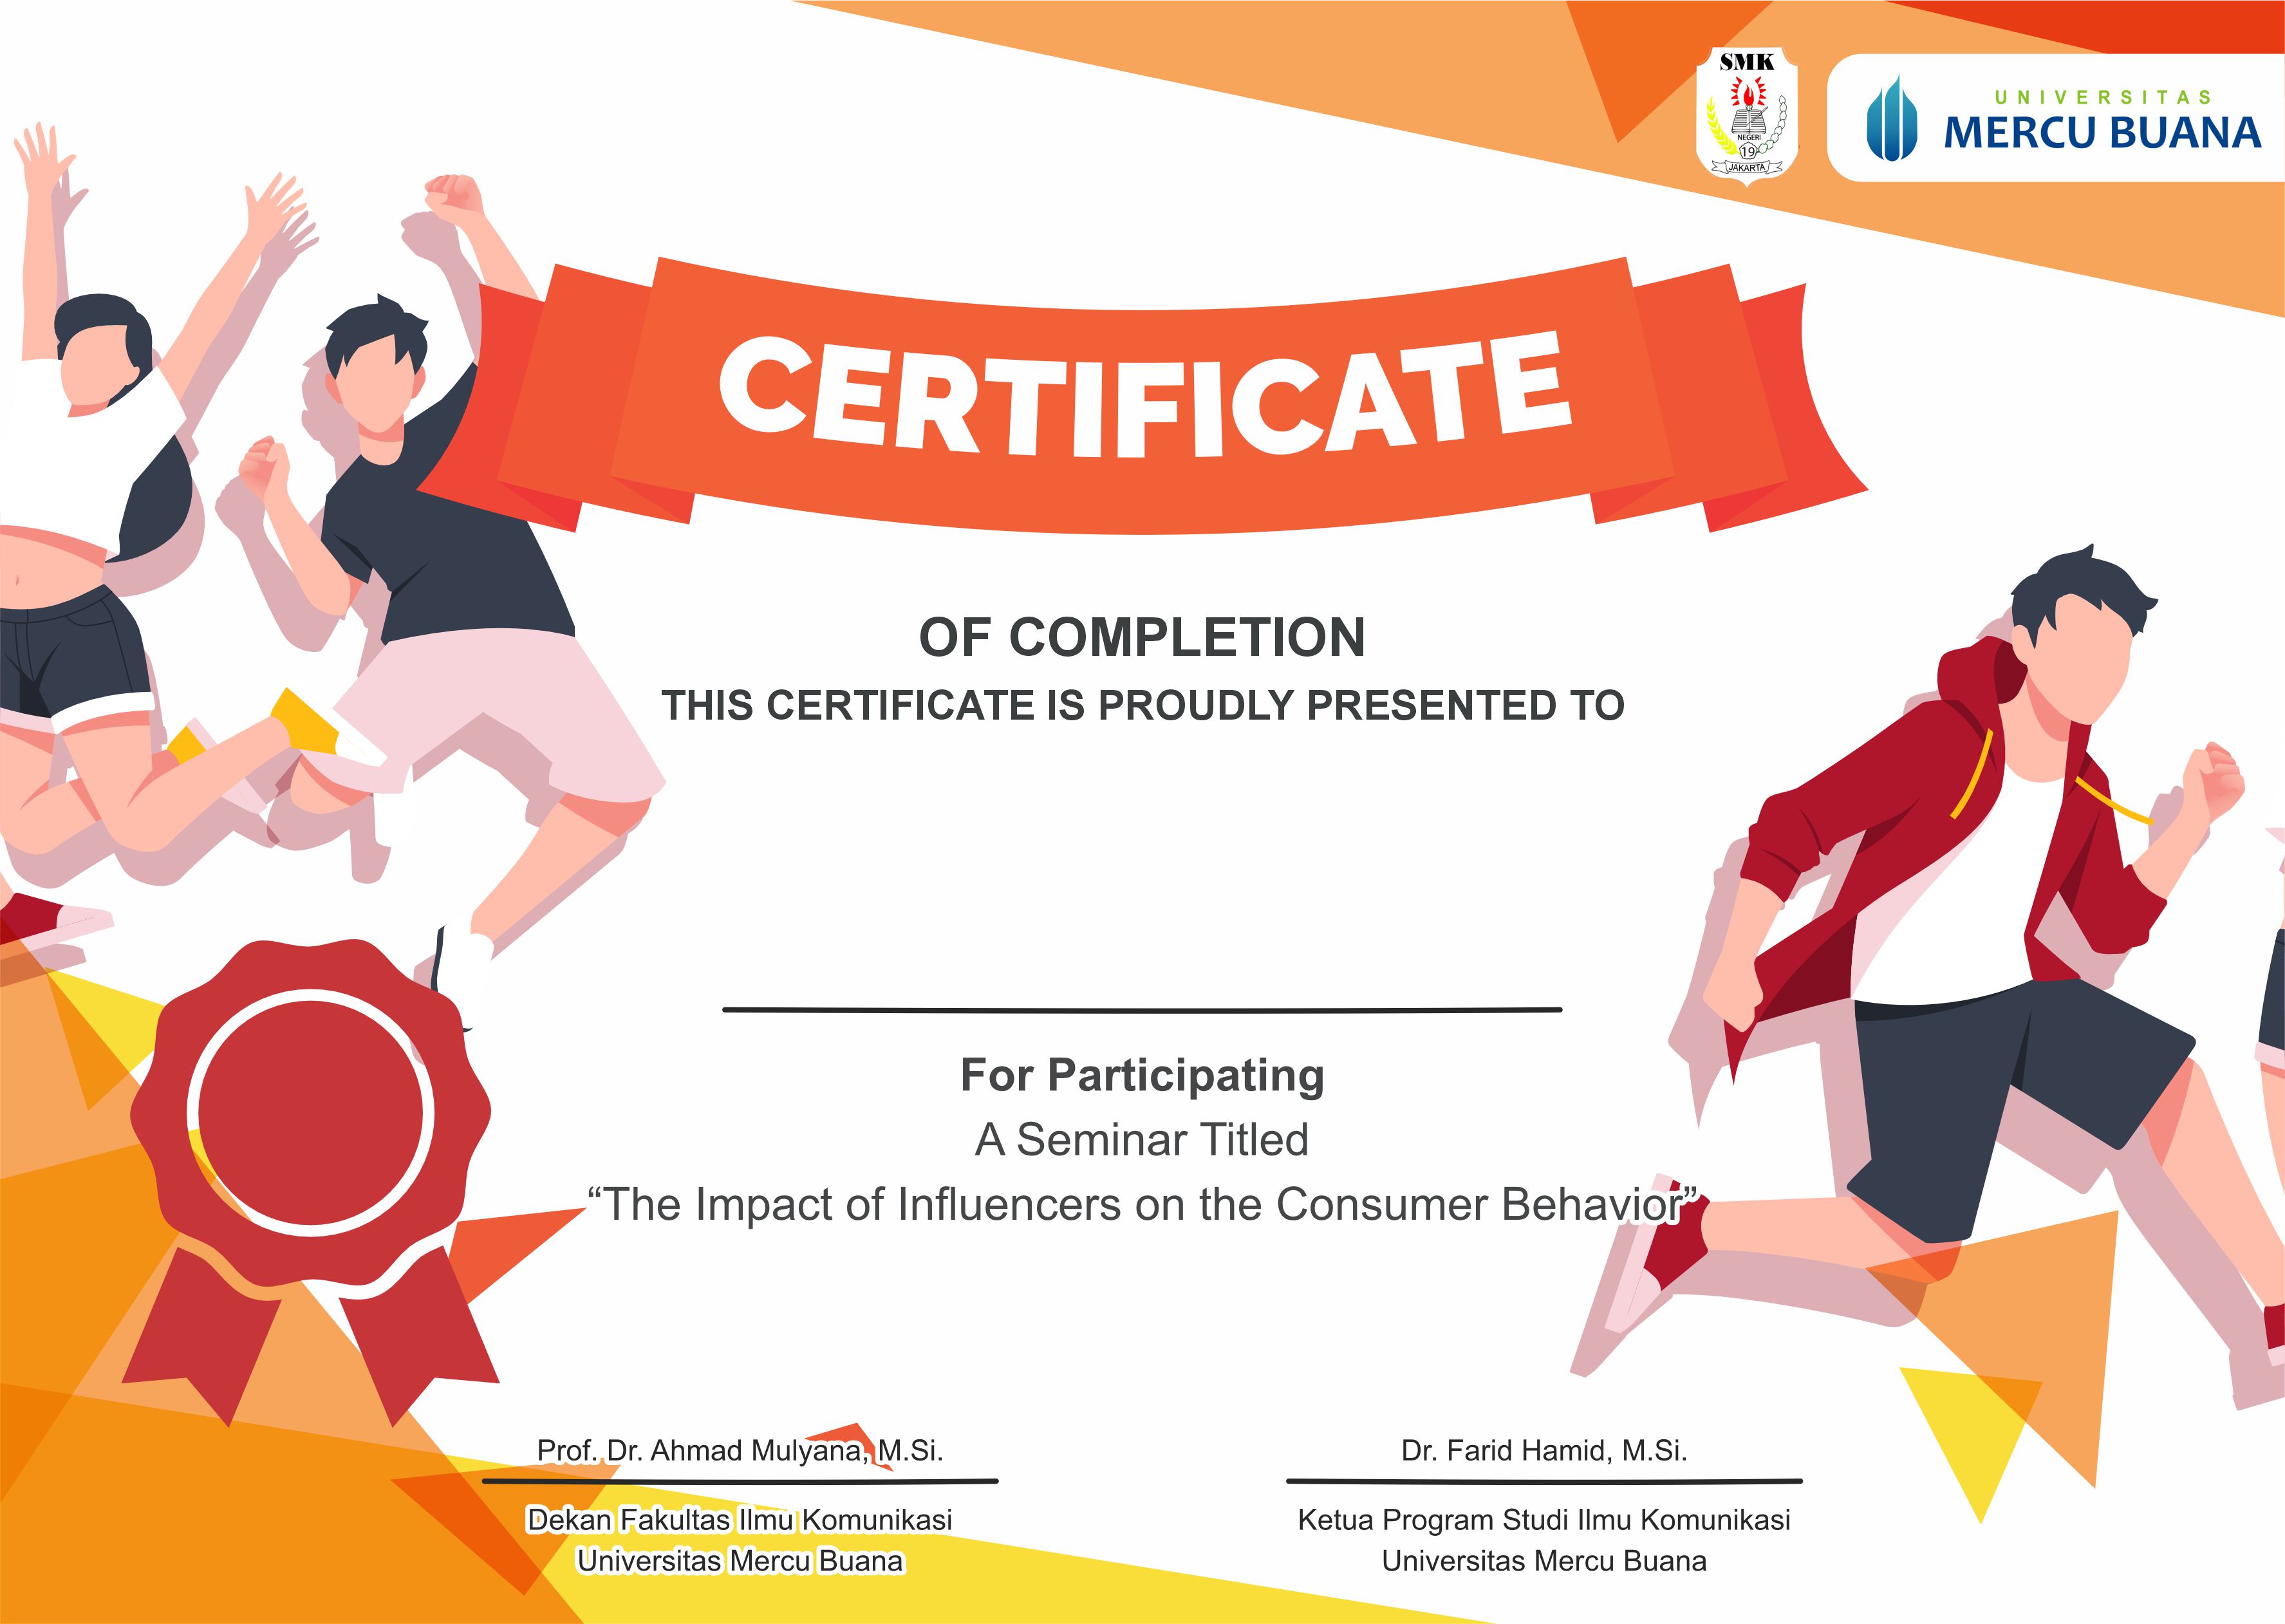 SMK
NEGERI
19
JAKARTA
UNIVERSITAS
MERCU BUANA
CERTIFICATE
OF COMPLETION
THIS CERTIFICATE IS PROUDLY PRESENTED TO
For Participating
A Seminar Titled
“The Impact of Influencers on the Consumer Behavior”
Prof. Dr. Ahmad Mulyana, M.Si.
Dekan Fakultas Ilmu Komunikasi
Universitas Mercu Buana
Dr. Farid Hamid, M.Si.
Ketua Program Studi Ilmu Komunikasi
Universitas Mercu Buana